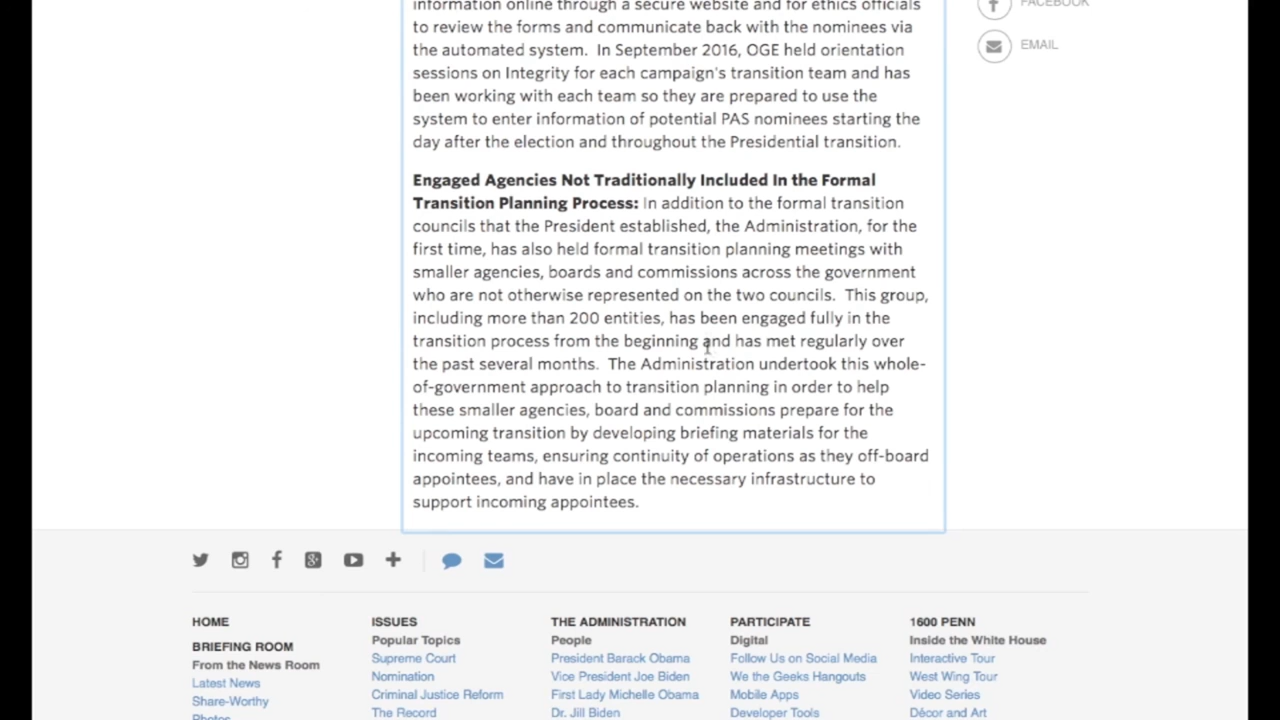 information online through a secure website and for ethics officials
to review the forms and communicate back with the nominees via
the automated system.  In September 2016, OGE held orientation
sessions on Integrity for each campaign's transition team and has
been working with each team so they are prepared to use the
system to enter information of potential PAS nominees starting the
day after the election and throughout the Presidential transition.
Engaged Agencies Not Traditionally Included In the Formal
Transition Planning Process: In addition to the formal transition
councils that the President established, the Administration, for the
first time, has also held formal transition planning meetings with
smaller agencies, boards and commissions across the government
who are not otherwise represented on the two councils.  This group,
including more than 200 entities, has been engaged fully in the
transition process from the beginning and has met regularly over
the past several months.  The Administration undertook this whole-
of-government approach to transition planning in order to help
these smaller agencies, board and commissions prepare for the
upcoming transition by developing briefing materials for the
incoming teams, ensuring continuity of operations as they off-board
appointees, and have in place the necessary infrastructure to
support incoming appointees.
FACEBOOK
EMAIL
HOME
BRIEFING ROOM
From the News Room
Latest News
Share-Worthy
Photos
ISSUES
Popular Topics
Supreme Court
Nomination
Criminal Justice Reform
The Record
THE ADMINISTRATION
People
President Barack Obama
Vice President Joe Biden
First Lady Michelle Obama
Dr. Jill Biden
PARTICIPATE
Digital
Follow Us on Social Media
We the Geeks Hangouts
Mobile Apps
Developer Tools
1600 PENN
Inside the White House
Interactive Tour
West Wing Tour
Video Series
Décor and Art